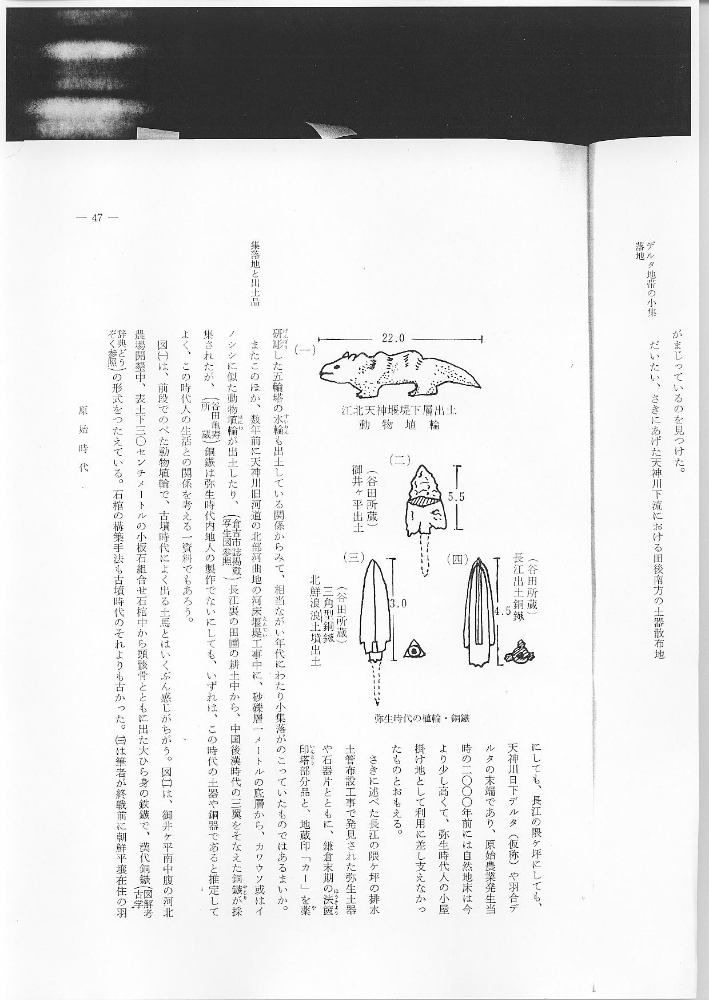 がまじっているのを見つけた。
デルタ地帯の小集
落地
だいたい、さきにあげた天神川下流における田後南方の土器散布地
にしても、長江の隈ヶ坪にしても、
天神川日下デルタ（仮称）や羽合デ
ルタの末端であり、原始農業発生当
時の二〇〇〇年前には自然地床は今
より少し高くて、弥生時代人の小屋
掛け地として利用に差し支えなかっ
たものとおもえる。
さきに述べた長江の隈ヶ坪の排水
土管布設工事で発見された弥生土器
や石器片とともに、鎌倉末期の法篋
ほうきょう
印塔部分品と、地蔵印「カー」を薬
いんとう
や
22.0
(一)
江北天神堰堤下層出土
動物埴輪
(二)
5.5
（谷田所蔵）
御井ヶ平出土
(三)
3.0
（谷田所蔵）
三角型銅鏃
北鮮浪浪土墳出土
(四)
4.5
（谷田所蔵）
長江出土銅鏃
弥生時代の植輪・銅鏃
研彫した五輪塔の水輪も出土している関係からみて、相当ながい年代にわたり小集落がのこっていたものではあるまいか。
げんぼり
すいりん
集落地と出土品
またこのほか、数年前に天神川旧河道の北部河曲地の河床堰堤工事中に、砂礫層一メートルの底層から、カワウソ或はイ
えんてい
ノシシに似た動物埴輪が出土したり、（倉吉市誌掲蔵写生図参照）長江裏の田圃の耕土中から、中国後漢時代の三翼をそなえた銅鏃が採
はにわ
やじり
集されたが、（谷田亀寿所蔵）銅鏃は弥生時代内地人の製作でないにしても、いずれは、この時代の土器や銅器であると推定して
よく、この時代人の生活との関係を考える一資料でもあろう。
図㈠は、前段でのべた動物埴輪で、古墳時代によく出る土馬とはいくぶん感じがちがう。図㈡は、御井ヶ平南中腹の河北
農場開墾中、表土下三〇センチメートルの小板石組合せ石棺中から頭骸骨とともに出た大ひら身の鉄鏃で、漢代銅鏃（図解考古学
辞典どうぞく参照）の形式をつたえている。石棺の構築手法も古墳時代のそれよりも古かった。㈢は筆者が終戦前に朝鮮平壌在住の羽
原始時代
― 47 ―